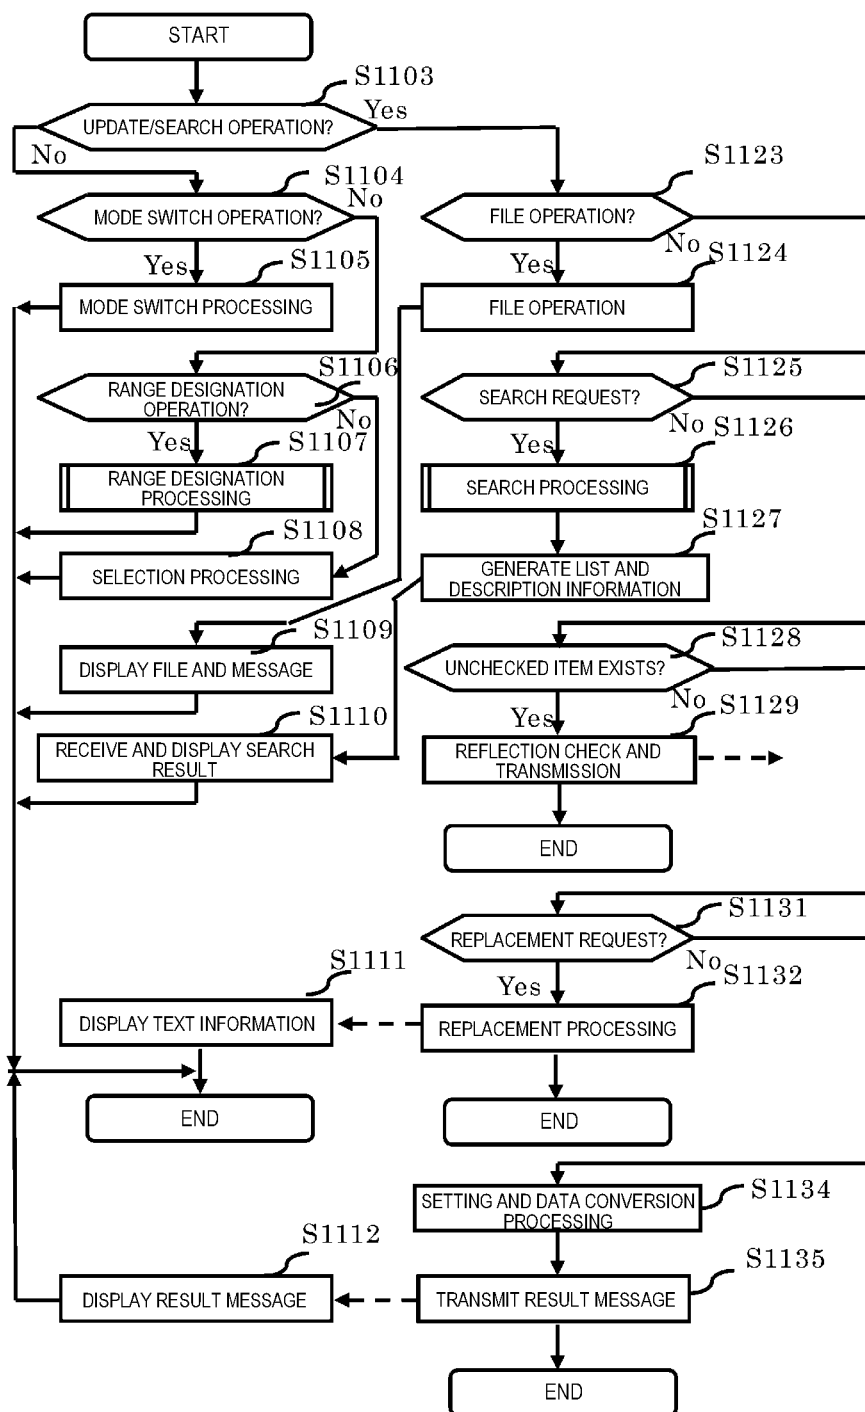 START
S1103
UPDATE/SEARCH OPERATION?
Yes
No
S1104
MODE SWITCH OPERATION?
No
S1123
FILE OPERATION?
No
Yes
S1105
MODE SWITCH PROCESSING
Yes
S1124
FILE OPERATION
S1106
RANGE DESIGNATION
OPERATION?
No
S1125
SEARCH REQUEST?
No
Yes
S1107
RANGE DESIGNATION
PROCESSING
Yes
S1126
SEARCH PROCESSING
S1108
SELECTION PROCESSING
S1127
GENERATE LIST AND
DESCRIPTION INFORMATION
S1109
DISPLAY FILE AND MESSAGE
S1128
UNCHECKED ITEM EXISTS?
No
S1110
RECEIVE AND DISPLAY SEARCH
RESULT
Yes
S1129
REFLECTION CHECK AND
TRANSMISSION
END
S1131
REPLACEMENT REQUEST?
No
S1111
DISPLAY TEXT INFORMATION
Yes
S1132
REPLACEMENT PROCESSING
END
END
S1134
SETTING AND DATA CONVERSION
PROCESSING
S1112
DISPLAY RESULT MESSAGE
S1135
TRANSMIT RESULT MESSAGE
END